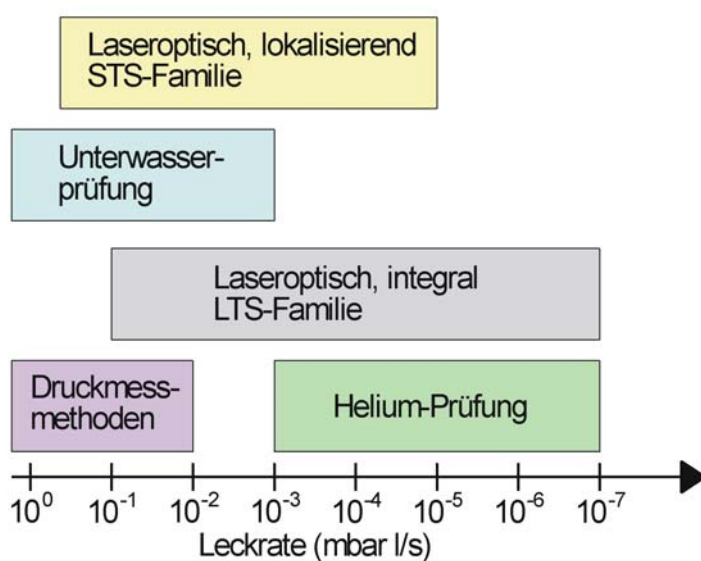 Laseroptisch, lokalisierend
STS-Familie
Unterwasser-
prüfung
Laseroptisch, integral
LTS-Familie
Druckmess-
methoden
Helium-Prüfung
10⁰ 10⁻¹ 10⁻² 10⁻³ 10⁻⁴ 10⁻⁵ 10⁻⁶ 10⁻⁷
Leckrate (mbar l/s)